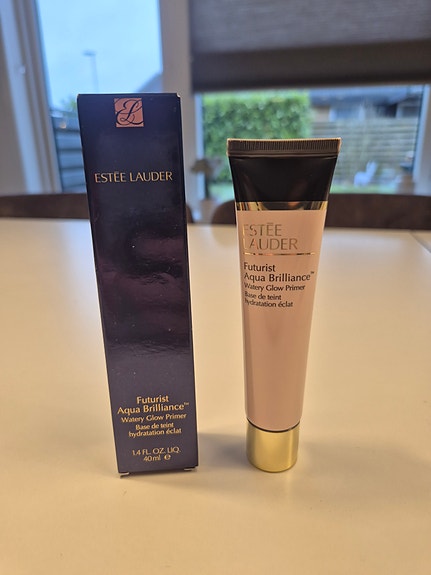 ESTĒE LAUDER
Futurist
Aqua Brilliance™
Watery Glow Primer
Base de teint
hydratation éclat
1.4 FL. OZ. LIQ.
40 ml ℮
ESTĒE
LAUDER
Futurist
Aqua Brilliance™
Watery Glow Primer
Base de teint
hydratation éclat